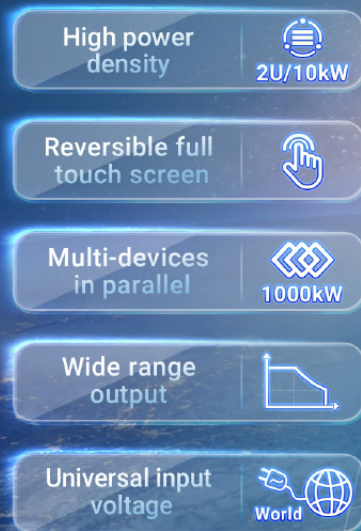 High power
density
2U/10kW
Reversible full
touch screen
Multi-devices
in parallel
1000kW
Wide range
output
Universal input
voltage
World